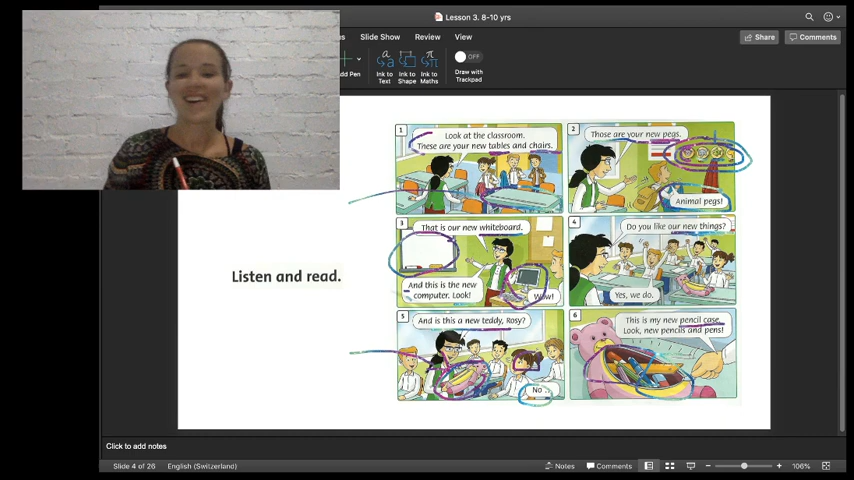 Lesson 3. 8-10 yrs
Slide Show
Review
View
Share
Comments
Add Pen
Ink to Text
Ink to Shape
Ink to Maths
OFF
Draw with Trackpad
Listen and read.
1
Look at the classroom.
These are your new tables and chairs.
2
Those are your new pegs.
Animal pegs!
3
That is our new whiteboard.
And this is the new
computer. Look!
Wow!
4
Do you like our new things?
Yes, we do.
5
And is this a new teddy, Rosy?
No
6
This is my new pencil case.
Look, new pencils and pens!
Click to add notes
Slide 4 of 26
English (Switzerland)
Notes
Comments
106%